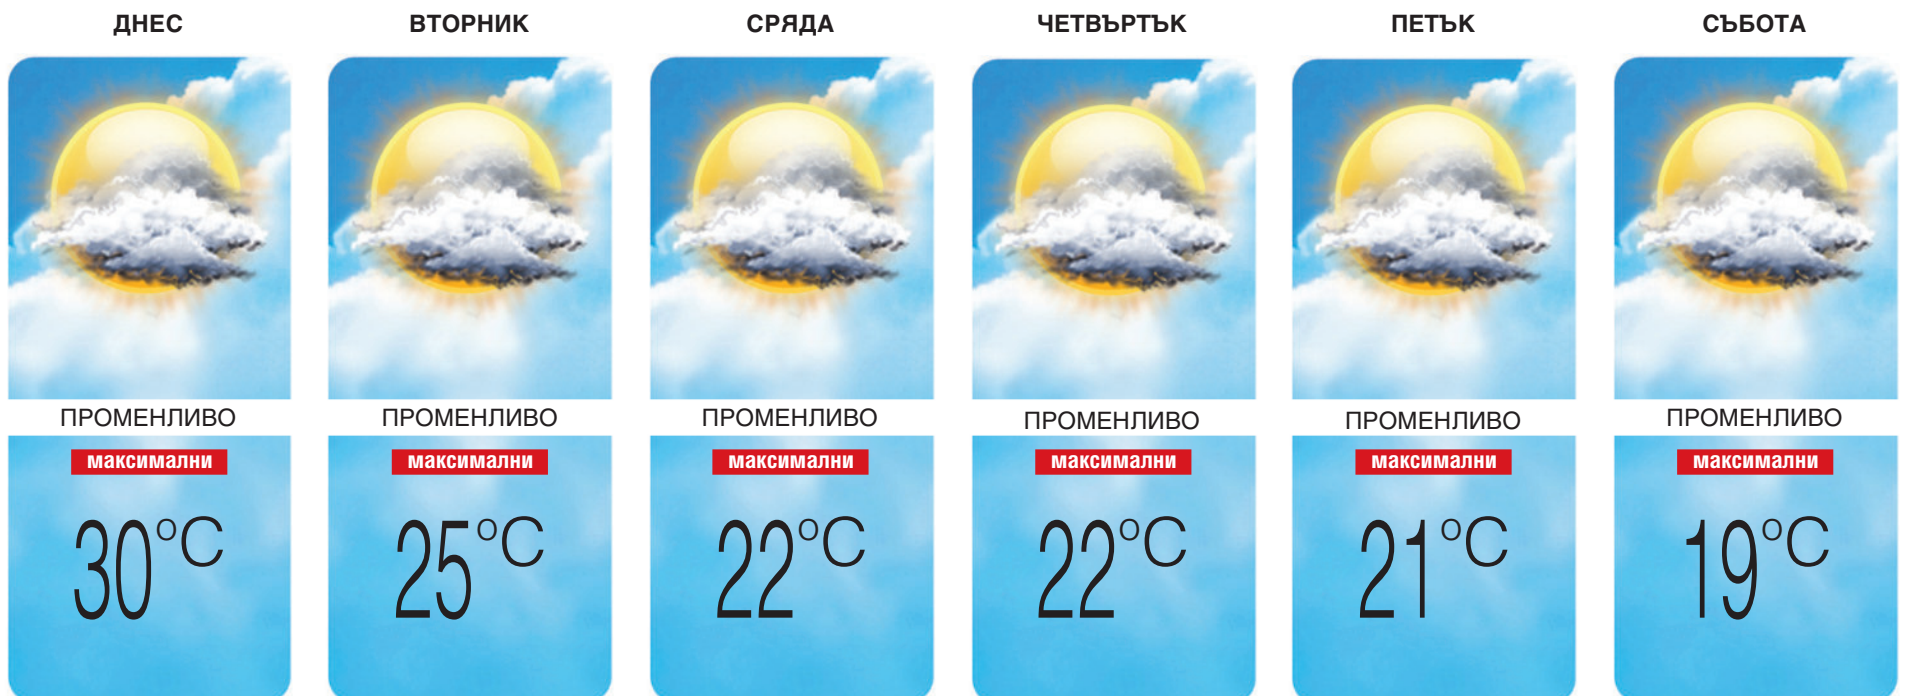 ДНЕС
ПРОМЕНЛИВО
максимални
30°C
ВТОРНИК
ПРОМЕНЛИВО
максимални
25°C
СРЯДА
ПРОМЕНЛИВО
максимални
22°C
ЧЕТВЪРТЪК
ПРОМЕНЛИВО
максимални
22°C
ПЕТЪК
ПРОМЕНЛИВО
максимални
21°C
СЪБОТА
ПРОМЕНЛИВО
максимални
19°C